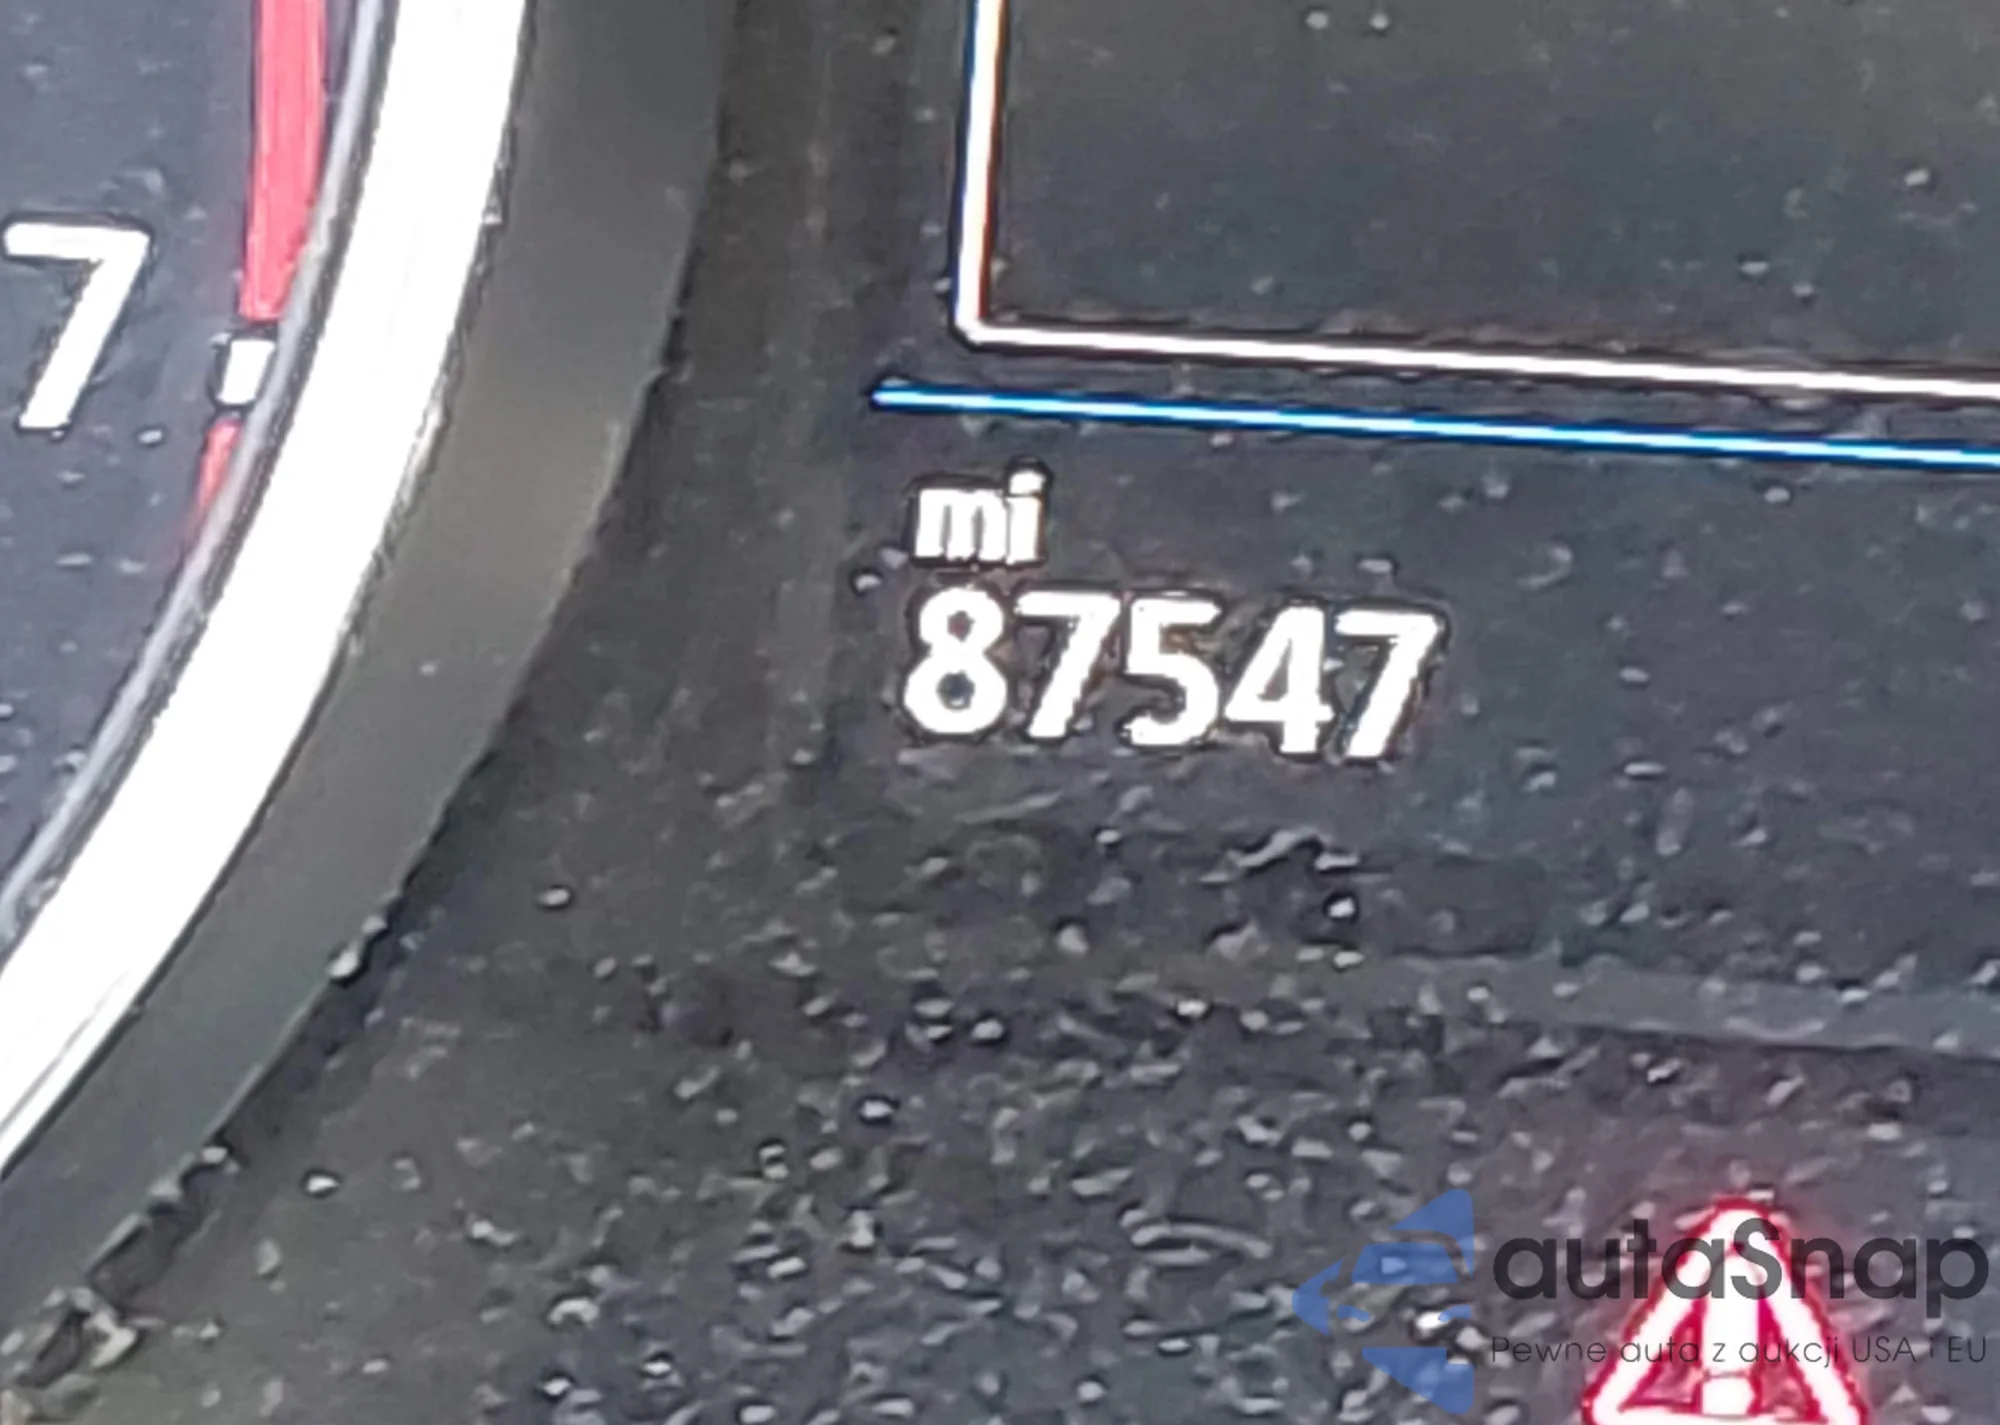 7
mi
87547
autaSnap
Pewne auta z aukcji USA i EU